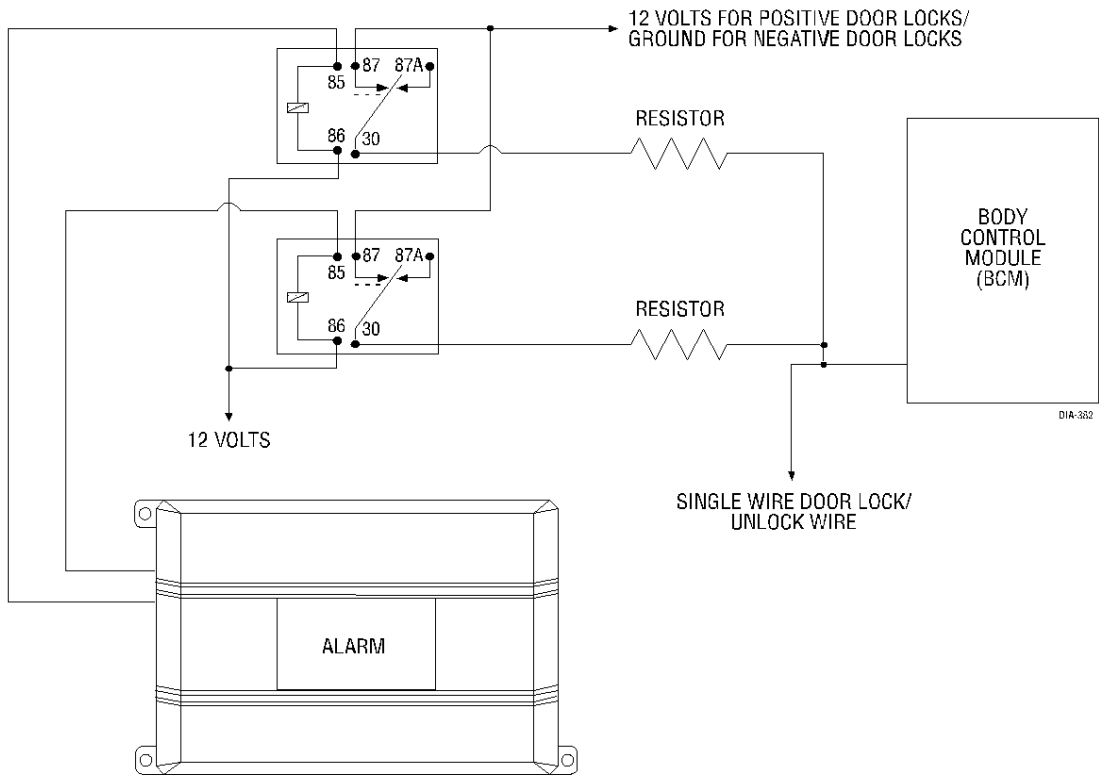 12 VOLTS FOR POSITIVE DOOR LOCKS/
GROUND FOR NEGATIVE DOOR LOCKS
87 87A
85
86 30
RESISTOR
87 87A
85
86 30
RESISTOR
BODY
CONTROL
MODULE
(BCM)
DIA-382
12 VOLTS
SINGLE WIRE DOOR LOCK/
UNLOCK WIRE
ALARM